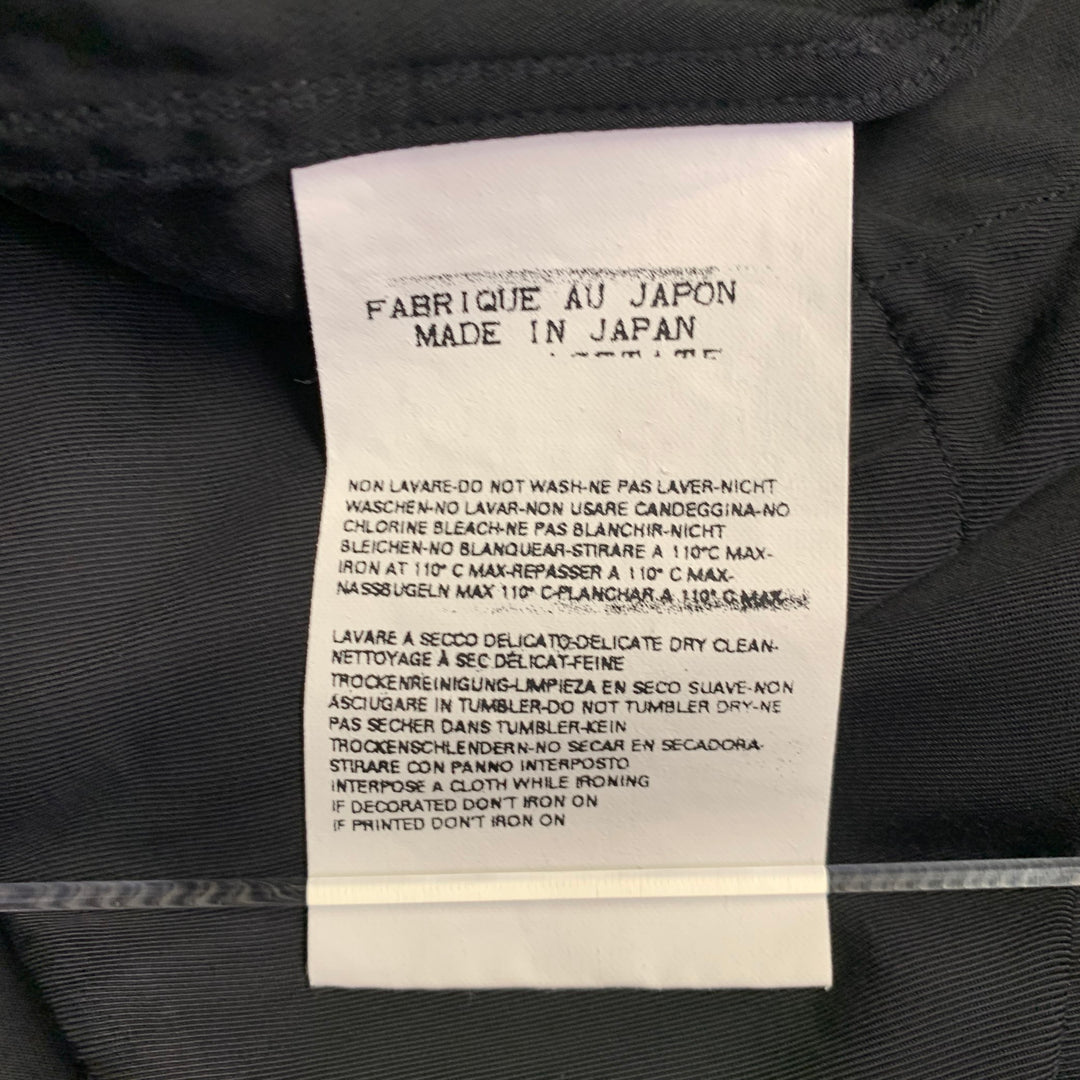 FABRIQUE AU JAPON
MADE IN JAPAN
NON LAVARE-DO NOT WASH-NE PAS LAVER-NICHT
WASCHEN-NO LAVAR-NON USARE CANDEGGINA-NO
CHLORINE BLEACH-NE PAS BLANCHIR-NICHT
BLEICHEN-NO BLANQUEAR-STIRARE A 110°C MAX-
IRON AT 110° C MAX-REPASSER A 110° C MAX-
NASSBUGELN MAX 110° C-PLANCHAR A 110° C MAX
LAVARE A SECCO DELICATO-DELICATE DRY CLEAN-
NETTOYAGE À SEC DÉLICAT-FEINE
TROCKENREINIGUNG-LIMPIEZA EN SECO SUAVE-NON
ASCIUGARE IN TUMBLER-DO NOT TUMBLER DRY-NE
PAS SECHER DANS TUMBLER-KEIN
TROCKENSCHLENDERN-NO SECAR EN SECADORA-
STIRARE CON PANNO INTERPOSTO
INTERPOSE A CLOTH WHILE IRONING
IF DECORATED DON'T IRON ON
IF PRINTED DON'T IRON ON